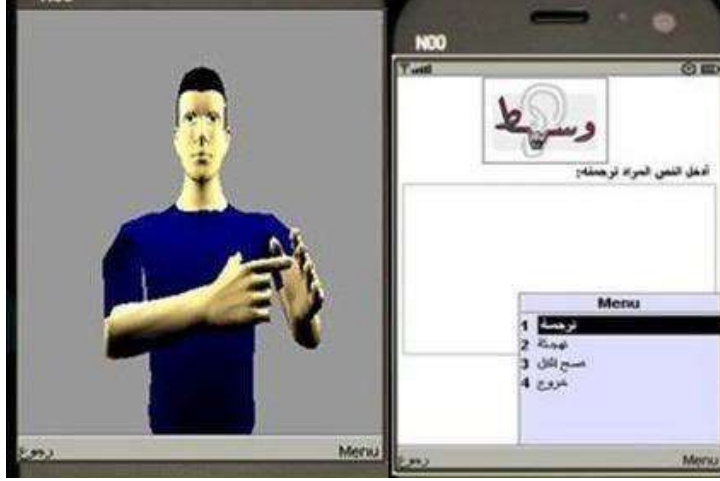 رجوع
Menu
N00
وسيط
أدخل النص المراد ترجمته:
Menu
1 ترجمة
2 تهجئة
3 مسح الكل
4 خروج
رجوع
Menu